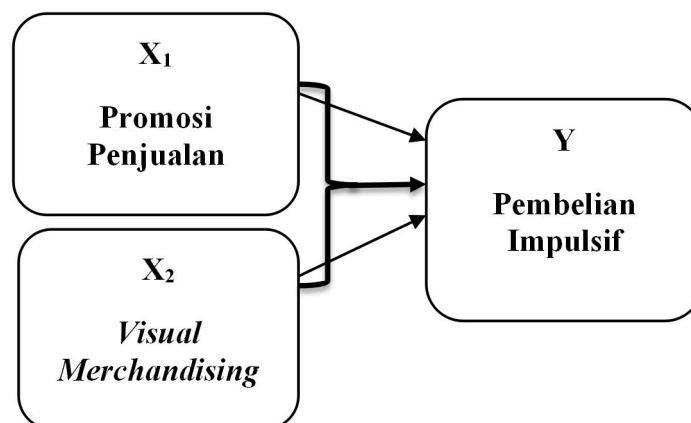 X₁
Promosi
Penjualan
X₂
Visual
Merchandising
Y
Pembelian
Impulsif